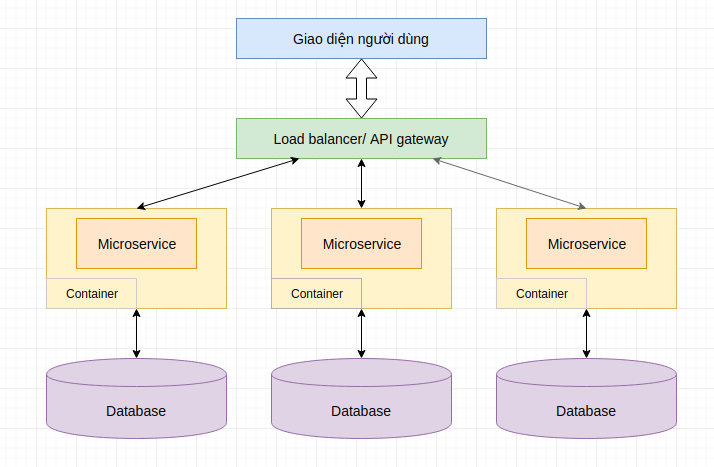 Giao diện người dùng
Load balancer/ API gateway
Microservice
Microservice
Microservice
Container
Container
Container
Database
Database
Database